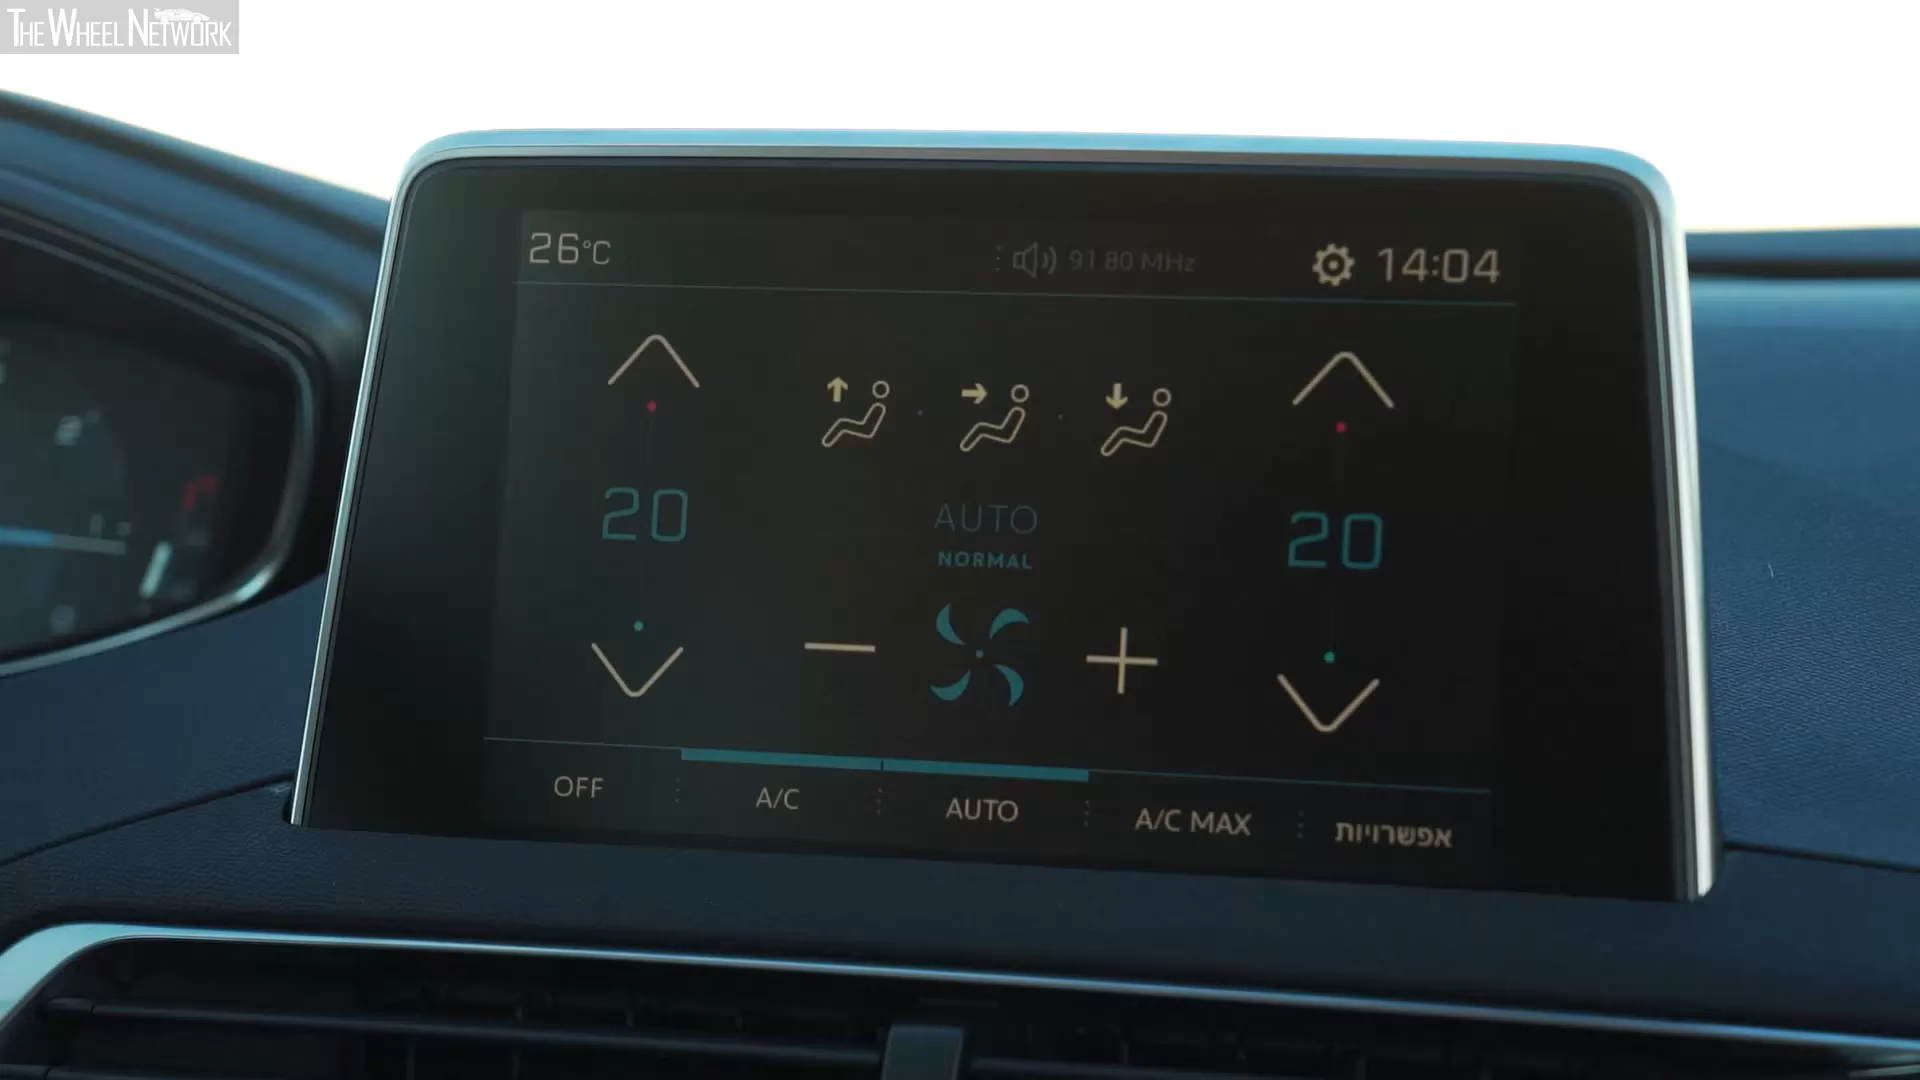 THE WHEEL NETWORK
26°C
91.80 MHz
14:04
20
AUTO
NORMAL
20
OFF
A/C
AUTO
A/C MAX
אפשרויות